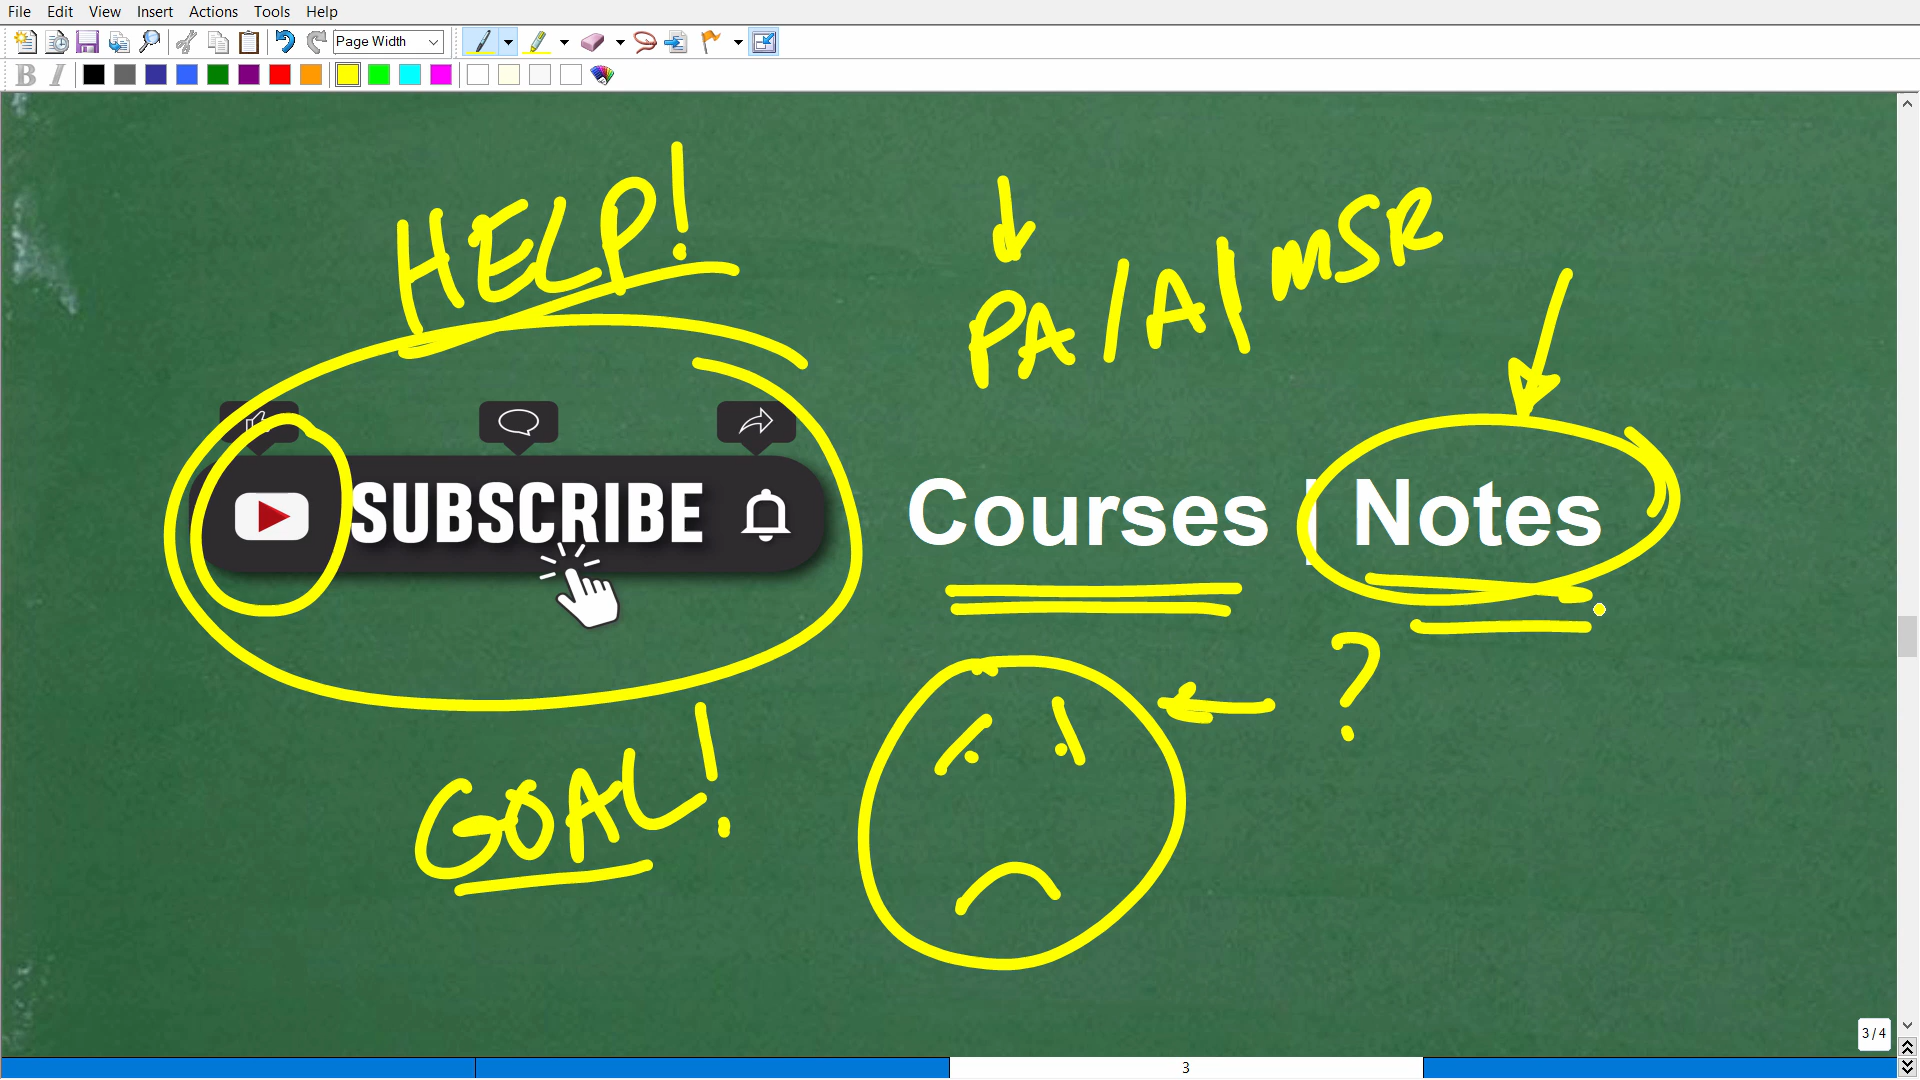 File Edit View Insert Actions Tools Help
Page Width
B I
HELP!
PA/A/MSR
SUBSCRIBE
Courses | Notes
?
GOAL!
3/4
3